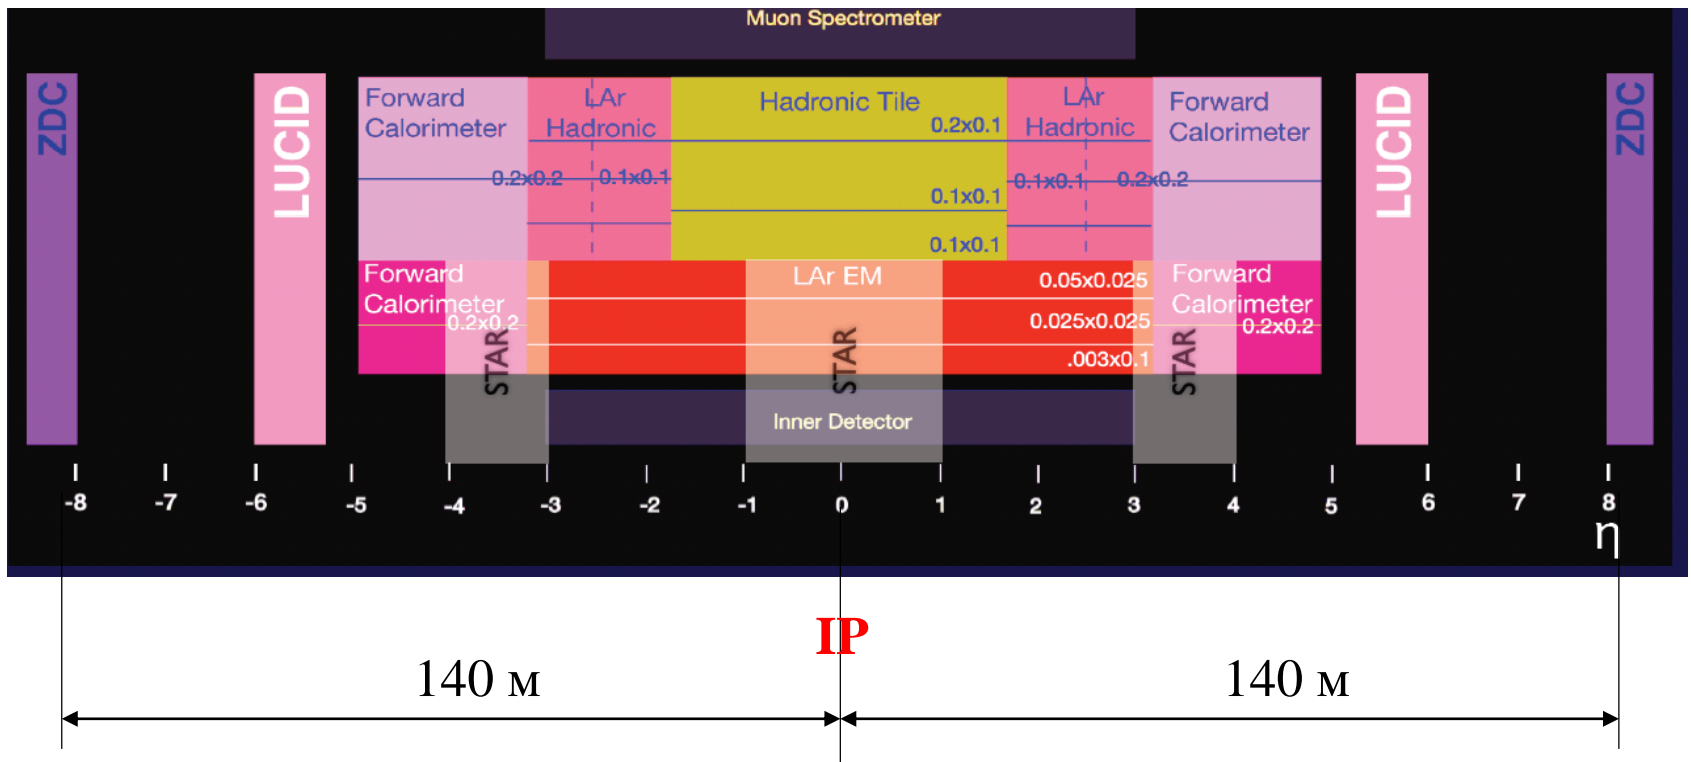 Muon Spectrometer
ZDC
LUCID
Forward
Calorimeter
LAr
Hadronic
Hadronic Tile
0.2x0.1
LAr
Hadronic
Forward
Calorimeter
LUCID
ZDC
0.2x0.2
0.1x0.1
0.1x0.1
0.1x0.1
0.2x0.2
0.1x0.1
Forward
Calorimeter
0.2x0.2
LAr EM
0.05x0.025
0.025x0.025
.003x0.1
Forward
Calorimeter
0.2x0.2
STAR
STAR
STAR
Inner Detector
-8 -7 -6 -5 -4 -3 -2 -1 0 1 2 3 4 5 6 7 8
η
IP
140 м
140 м